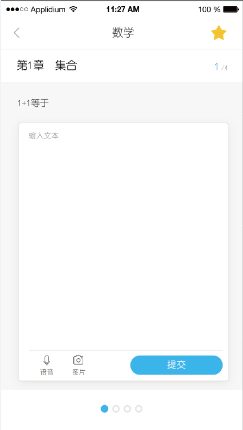 Applidium 11:27 AM 100 %
数学
第1章 集合 1 /4
1+1等于
输入文本
语音 图片 提交